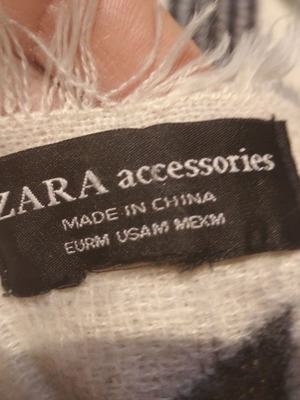 ZARA accessories
MADE IN CHINA
EURM USAM MEXM